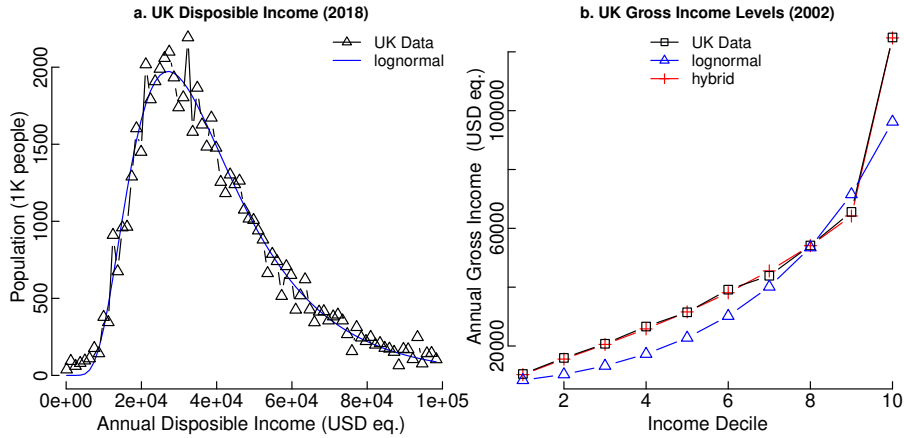 a. UK Disposible Income (2018)
UK Data
lognormal
Population (1K people)
2000
1500
1000
500
0
0e+00 2e+04 4e+04 6e+04 8e+04 1e+05
Annual Disposible Income (USD eq.)
b. UK Gross Income Levels (2002)
UK Data
lognormal
hybrid
Annual Gross Income (USD eq.)
100000
60000
20000
2 4 6 8 10
Income Decile